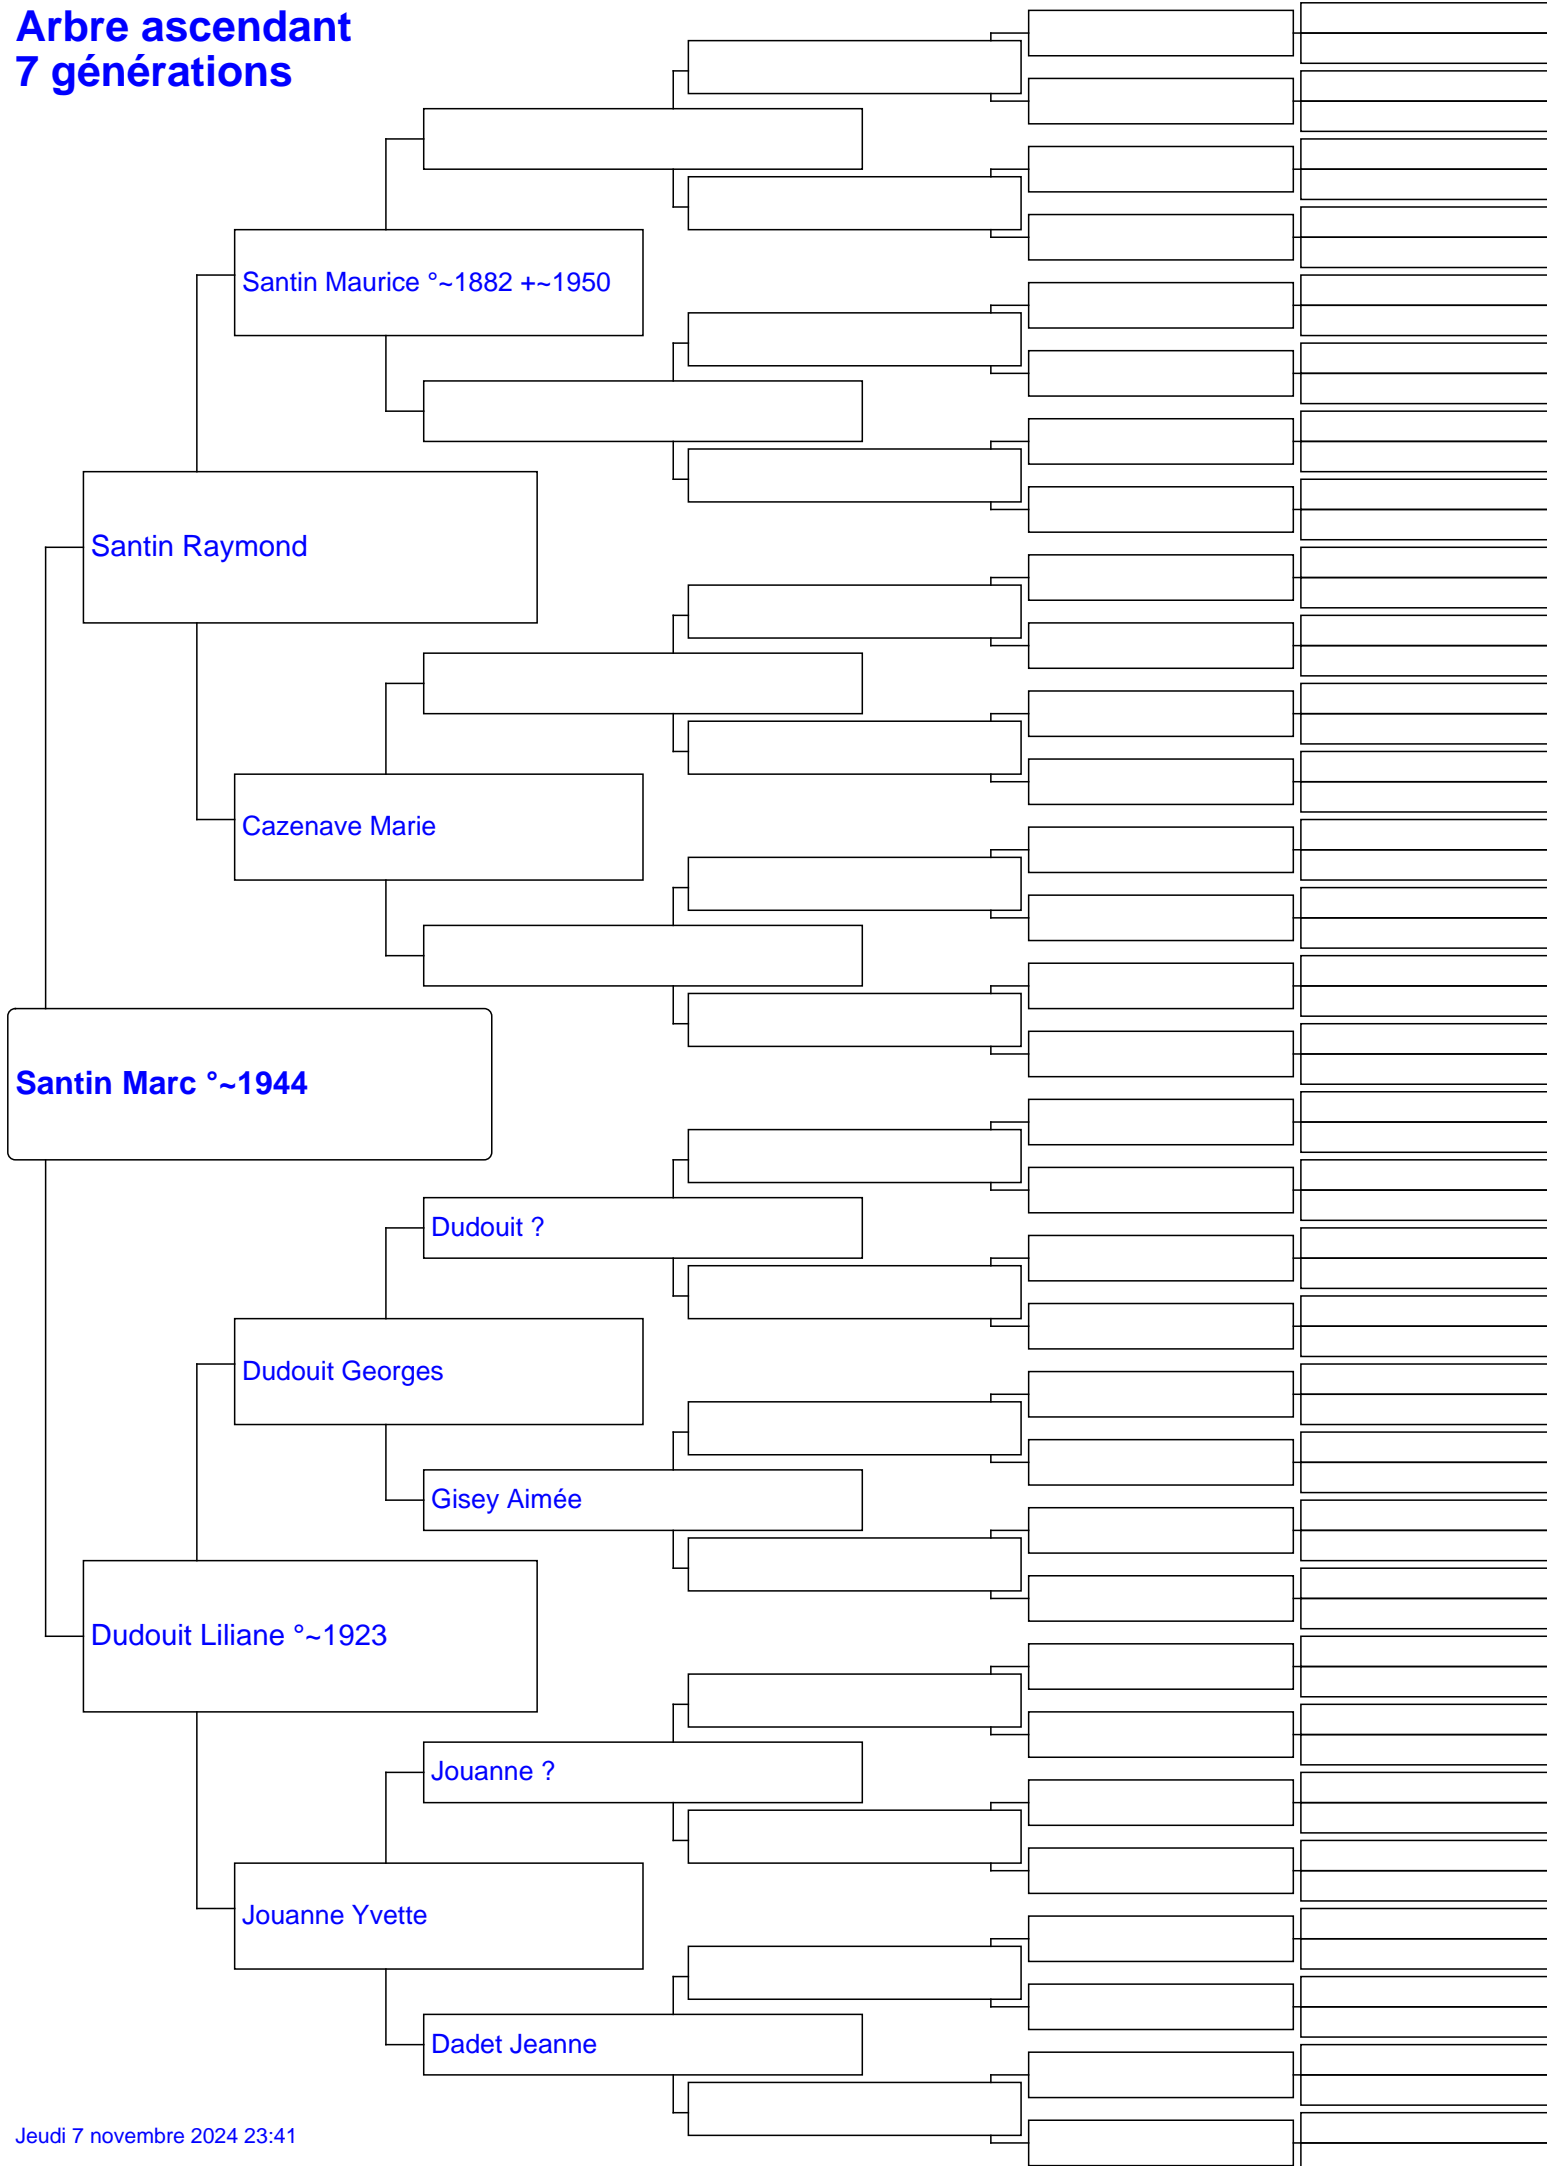 Arbre ascendant
7 générations
Santin Maurice °~1882 +~1950
Santin Raymond
Cazenave Marie
Santin Marc °~1944
Dudouit ?
Dudouit Georges
Gisey Aimée
Dudouit Liliane °~1923
Jouanne ?
Jouanne Yvette
Dadet Jeanne
Jeudi 7 novembre 2024 23:41